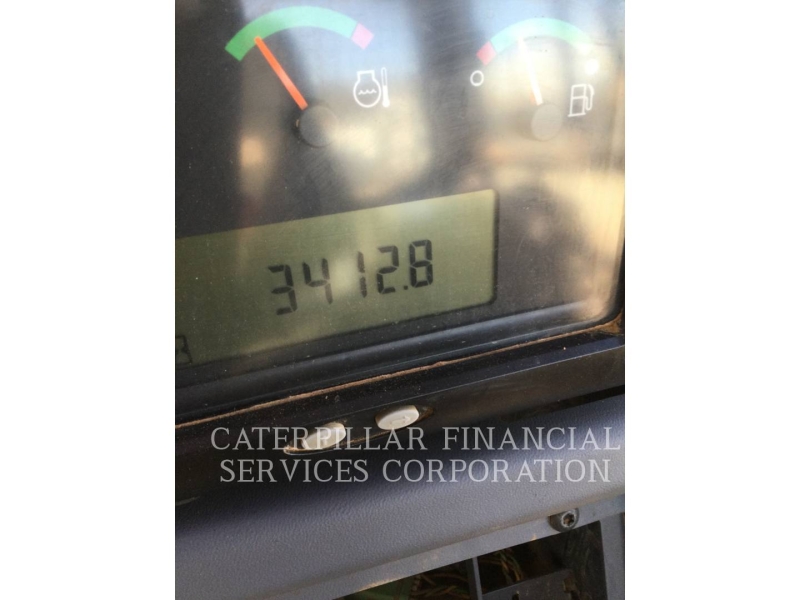 3412.8
CATERPILLAR FINANCIAL
SERVICES CORPORATION